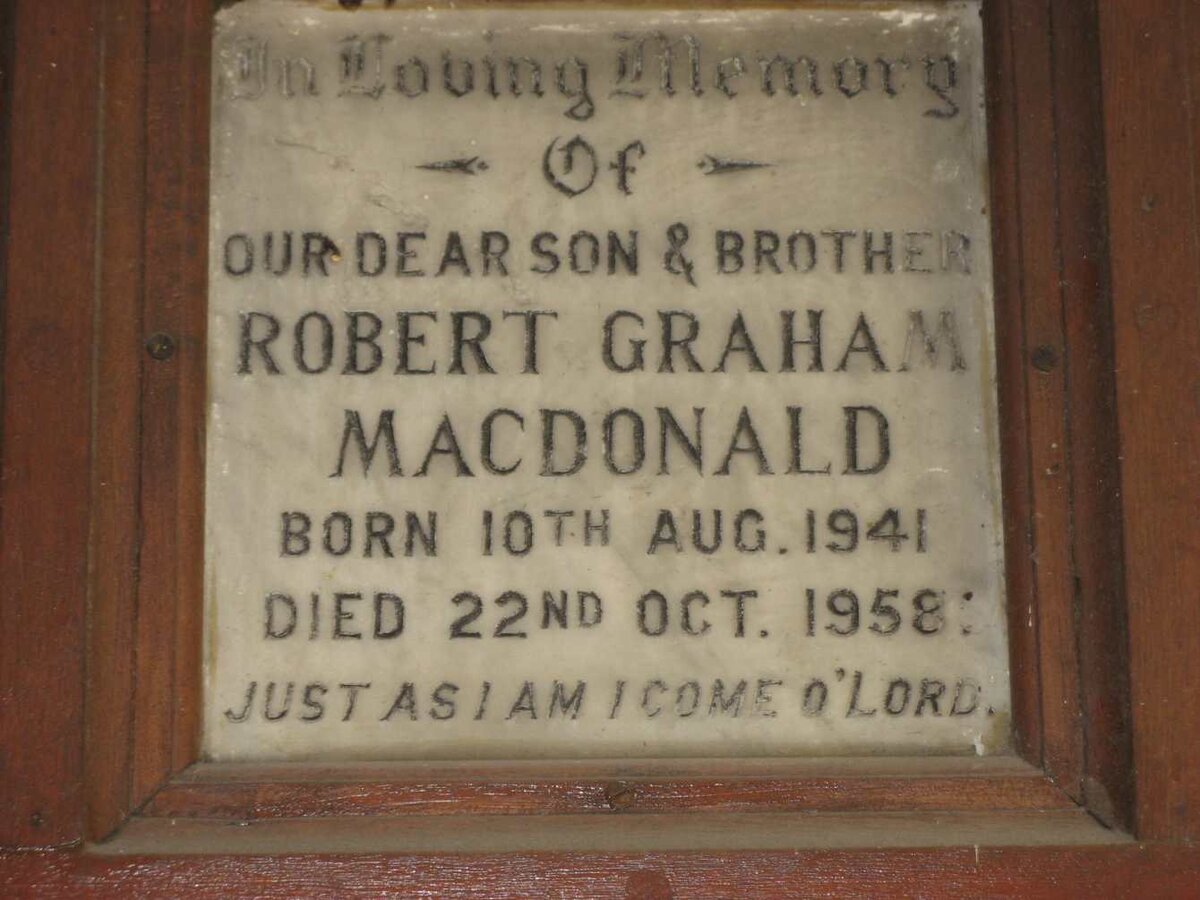 In Loving Memory
Of
OUR DEAR SON & BROTHER
ROBERT GRAHAM
MACDONALD
BORN 10TH AUG. 1941
DIED 22ND OCT. 1958.
JUST AS I AM I COME O'LORD.